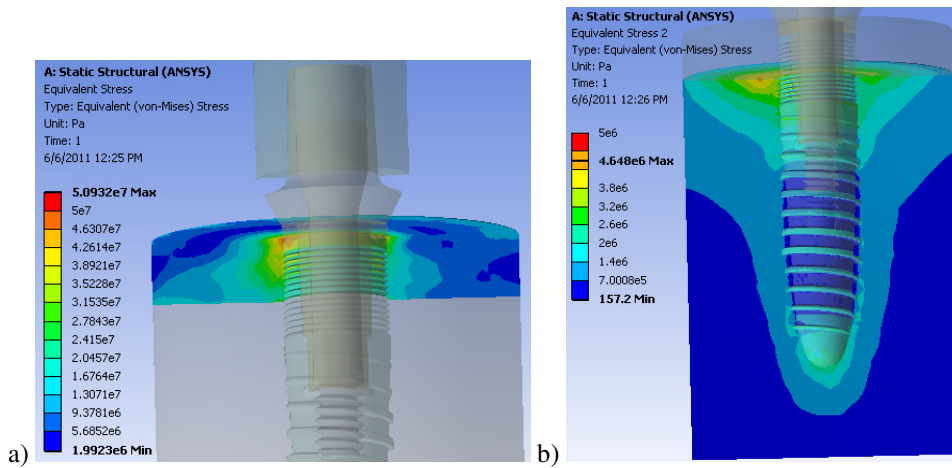 A: Static Structural (ANSYS)
Equivalent Stress
Type: Equivalent (von-Mises) Stress
Unit: Pa
Time: 1
6/6/2011 12:25 PM
5.0932e7 Max
5e7
4.6307e7
4.2614e7
3.8921e7
3.5228e7
3.1535e7
2.7843e7
2.415e7
2.0457e7
1.6764e7
1.3071e7
9.3781e6
5.6852e6
1.9923e6 Min
a)
A: Static Structural (ANSYS)
Equivalent Stress 2
Type: Equivalent (von-Mises) Stress
Unit: Pa
Time: 1
6/6/2011 12:26 PM
5e6
4.648e6 Max
3.8e6
3.2e6
2.6e6
2e6
1.4e6
7.0008e5
157.2 Min
b)